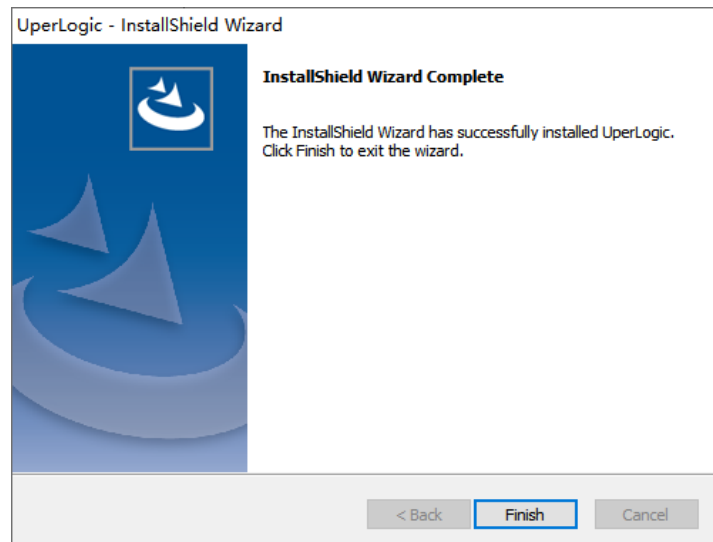 UperLogic - InstallShield Wizard
InstallShield Wizard Complete
The InstallShield Wizard has successfully installed UperLogic.
Click Finish to exit the wizard.
< Back
Finish
Cancel